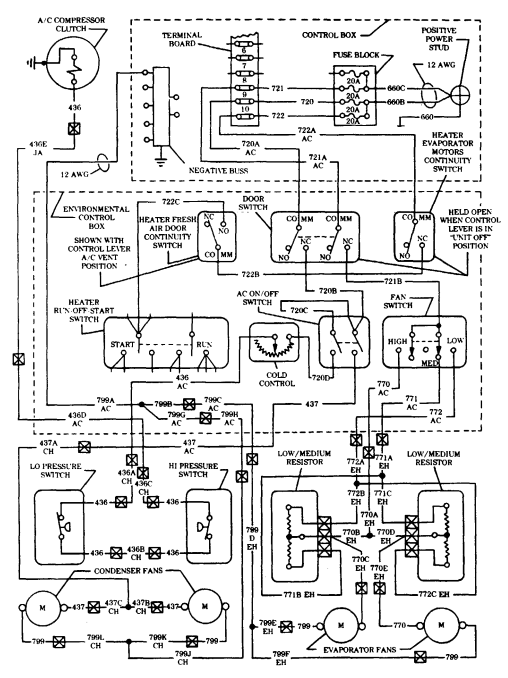 A/C COMPRESSOR
CLUTCH
436
436E
JA
12 AWG
TERMINAL
BOARD
6
7
8
9
10
CONTROL BOX
FUSE BLOCK
20A
20A
20A
721
720
722
660C
660B
660
12 AWG
POSITIVE
POWER
STUD
HEATER
EVAPORATOR
MOTORS
CONTINUITY
SWITCH
722A
AC
720A
AC
721A
AC
NEGATIVE BUSS
ENVIRONMENTAL
CONTROL
BOX
722C
HEATER FRESH
AIR DOOR
CONTINUITY
SWITCH
NC
NO
CO
MM
DOOR
SWITCH
CO
MM
CO
MM
NO
NC
NO
NC
CO
MM
NO
NC
HELD OPEN
WHEN CONTROL
LEVER IS IN
"UNIT OFF"
POSITION
SHOWN WITH
CONTROL LEVER
A/C VENT
POSITION
722B
721B
720B
720C
AC ON/OFF
SWITCH
FAN
SWITCH
HEATER
RUN-OFF-START
SWITCH
START
RUN
COLD
CONTROL
720D
HIGH
LOW
MED
436
AC
437
770
AC
771
AC
772
AC
799A
AC
799B
799C
AC
799G
AC
799H
AC
436D
AC
437A
CH
437
AC
436A
CH
436C
CH
LO PRESSURE
SWITCH
HI PRESSURE
SWITCH
436
436
436
436B
CH
436
799
D
EH
772A
EH
771A
EH
LOW/MEDIUM
RESISTOR
LOW/MEDIUM
RESISTOR
772B
EH
771C
EH
770A
EH
770B
EH
770D
EH
770C
EH
770E
EH
771B EH
772C EH
CONDENSER FANS
M
437
437C
CH
437B
CH
437
M
799
799L
CH
799K
CH
799
799J
CH
799E
EH
799
M
770
M
EVAPORATOR FANS
799F
EH
799